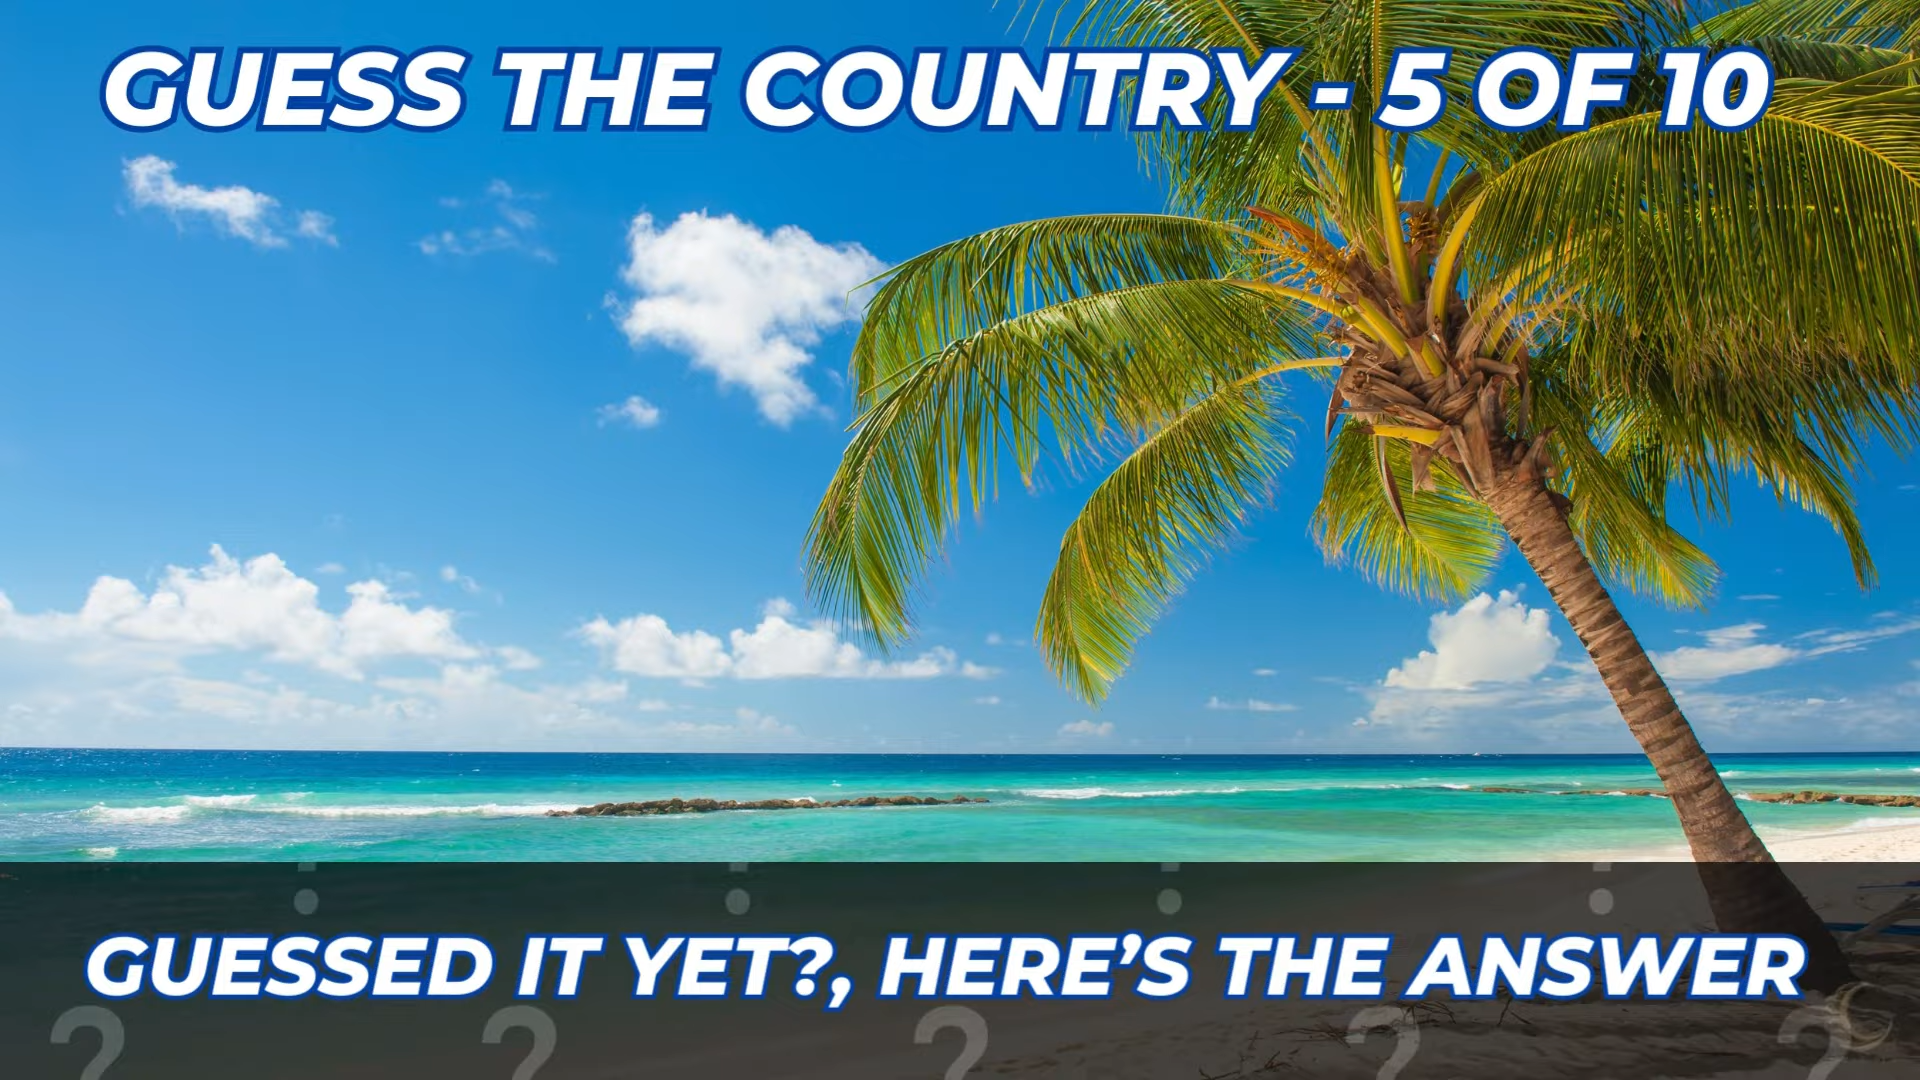 GUESS THE COUNTRY - 5 OF 10
GUESSED IT YET?, HERE'S THE ANSWER
? ? ? ? ?